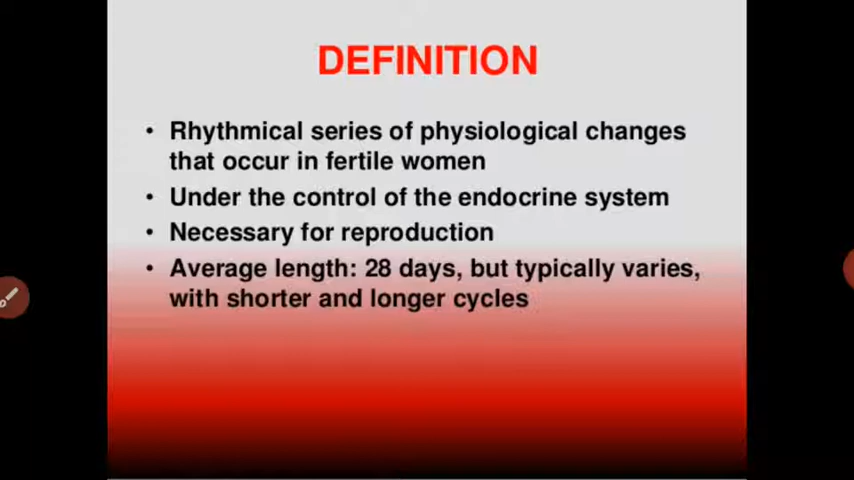 DEFINITION
• Rhythmical series of physiological changes
that occur in fertile women
• Under the control of the endocrine system
• Necessary for reproduction
• Average length: 28 days, but typically varies,
with shorter and longer cycles